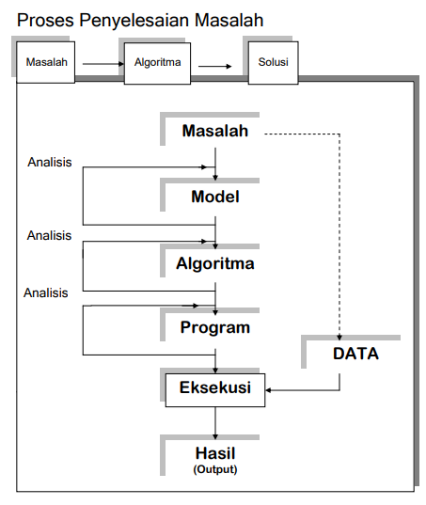 Proses Penyelesaian Masalah
Masalah
Algoritma
Solusi
Masalah
Analisis
Model
Analisis
Algoritma
Analisis
Program
DATA
Eksekusi
Hasil
(Output)